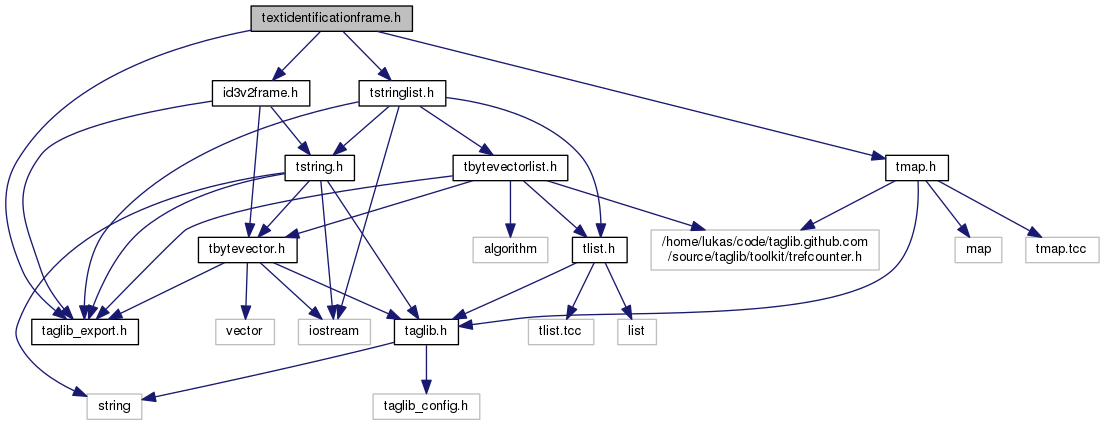 textidentificationframe.h
id3v2frame.h
tstringlist.h
tstring.h
tbytevectorlist.h
tmap.h
tbytevector.h
algorithm
tlist.h
/home/lukas/code/taglib.github.com
/source/taglib/toolkit/trefcounter.h
map
tmap.tcc
taglib_export.h
vector
iostream
taglib.h
tlist.tcc
list
string
taglib_config.h